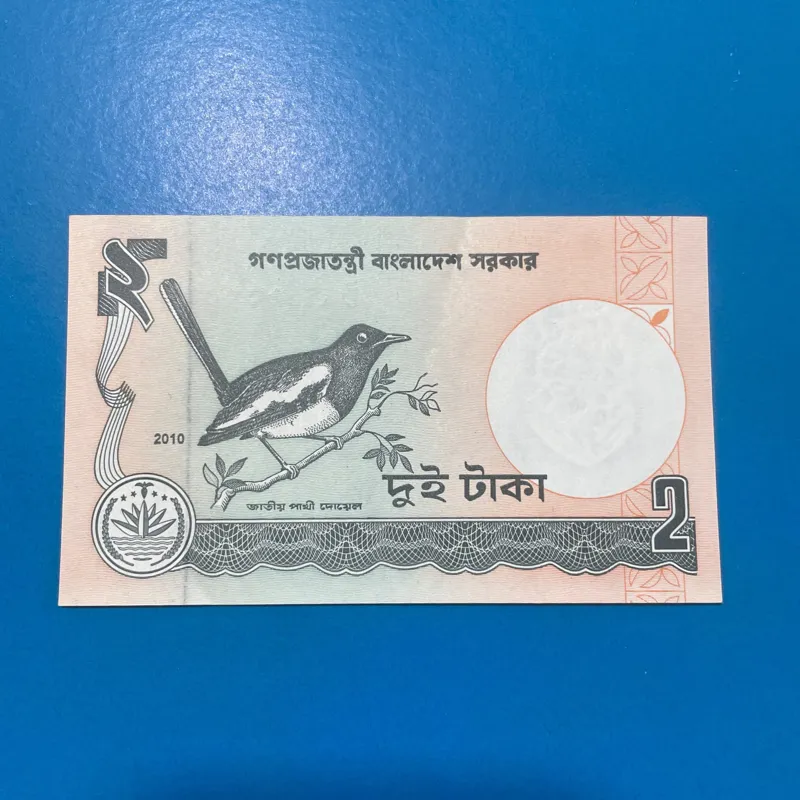 ২
গণপ্রজাতন্ত্রী বাংলাদেশ সরকার
2010
দুই টাকা
জাতীয় পাখী দোয়েল
2